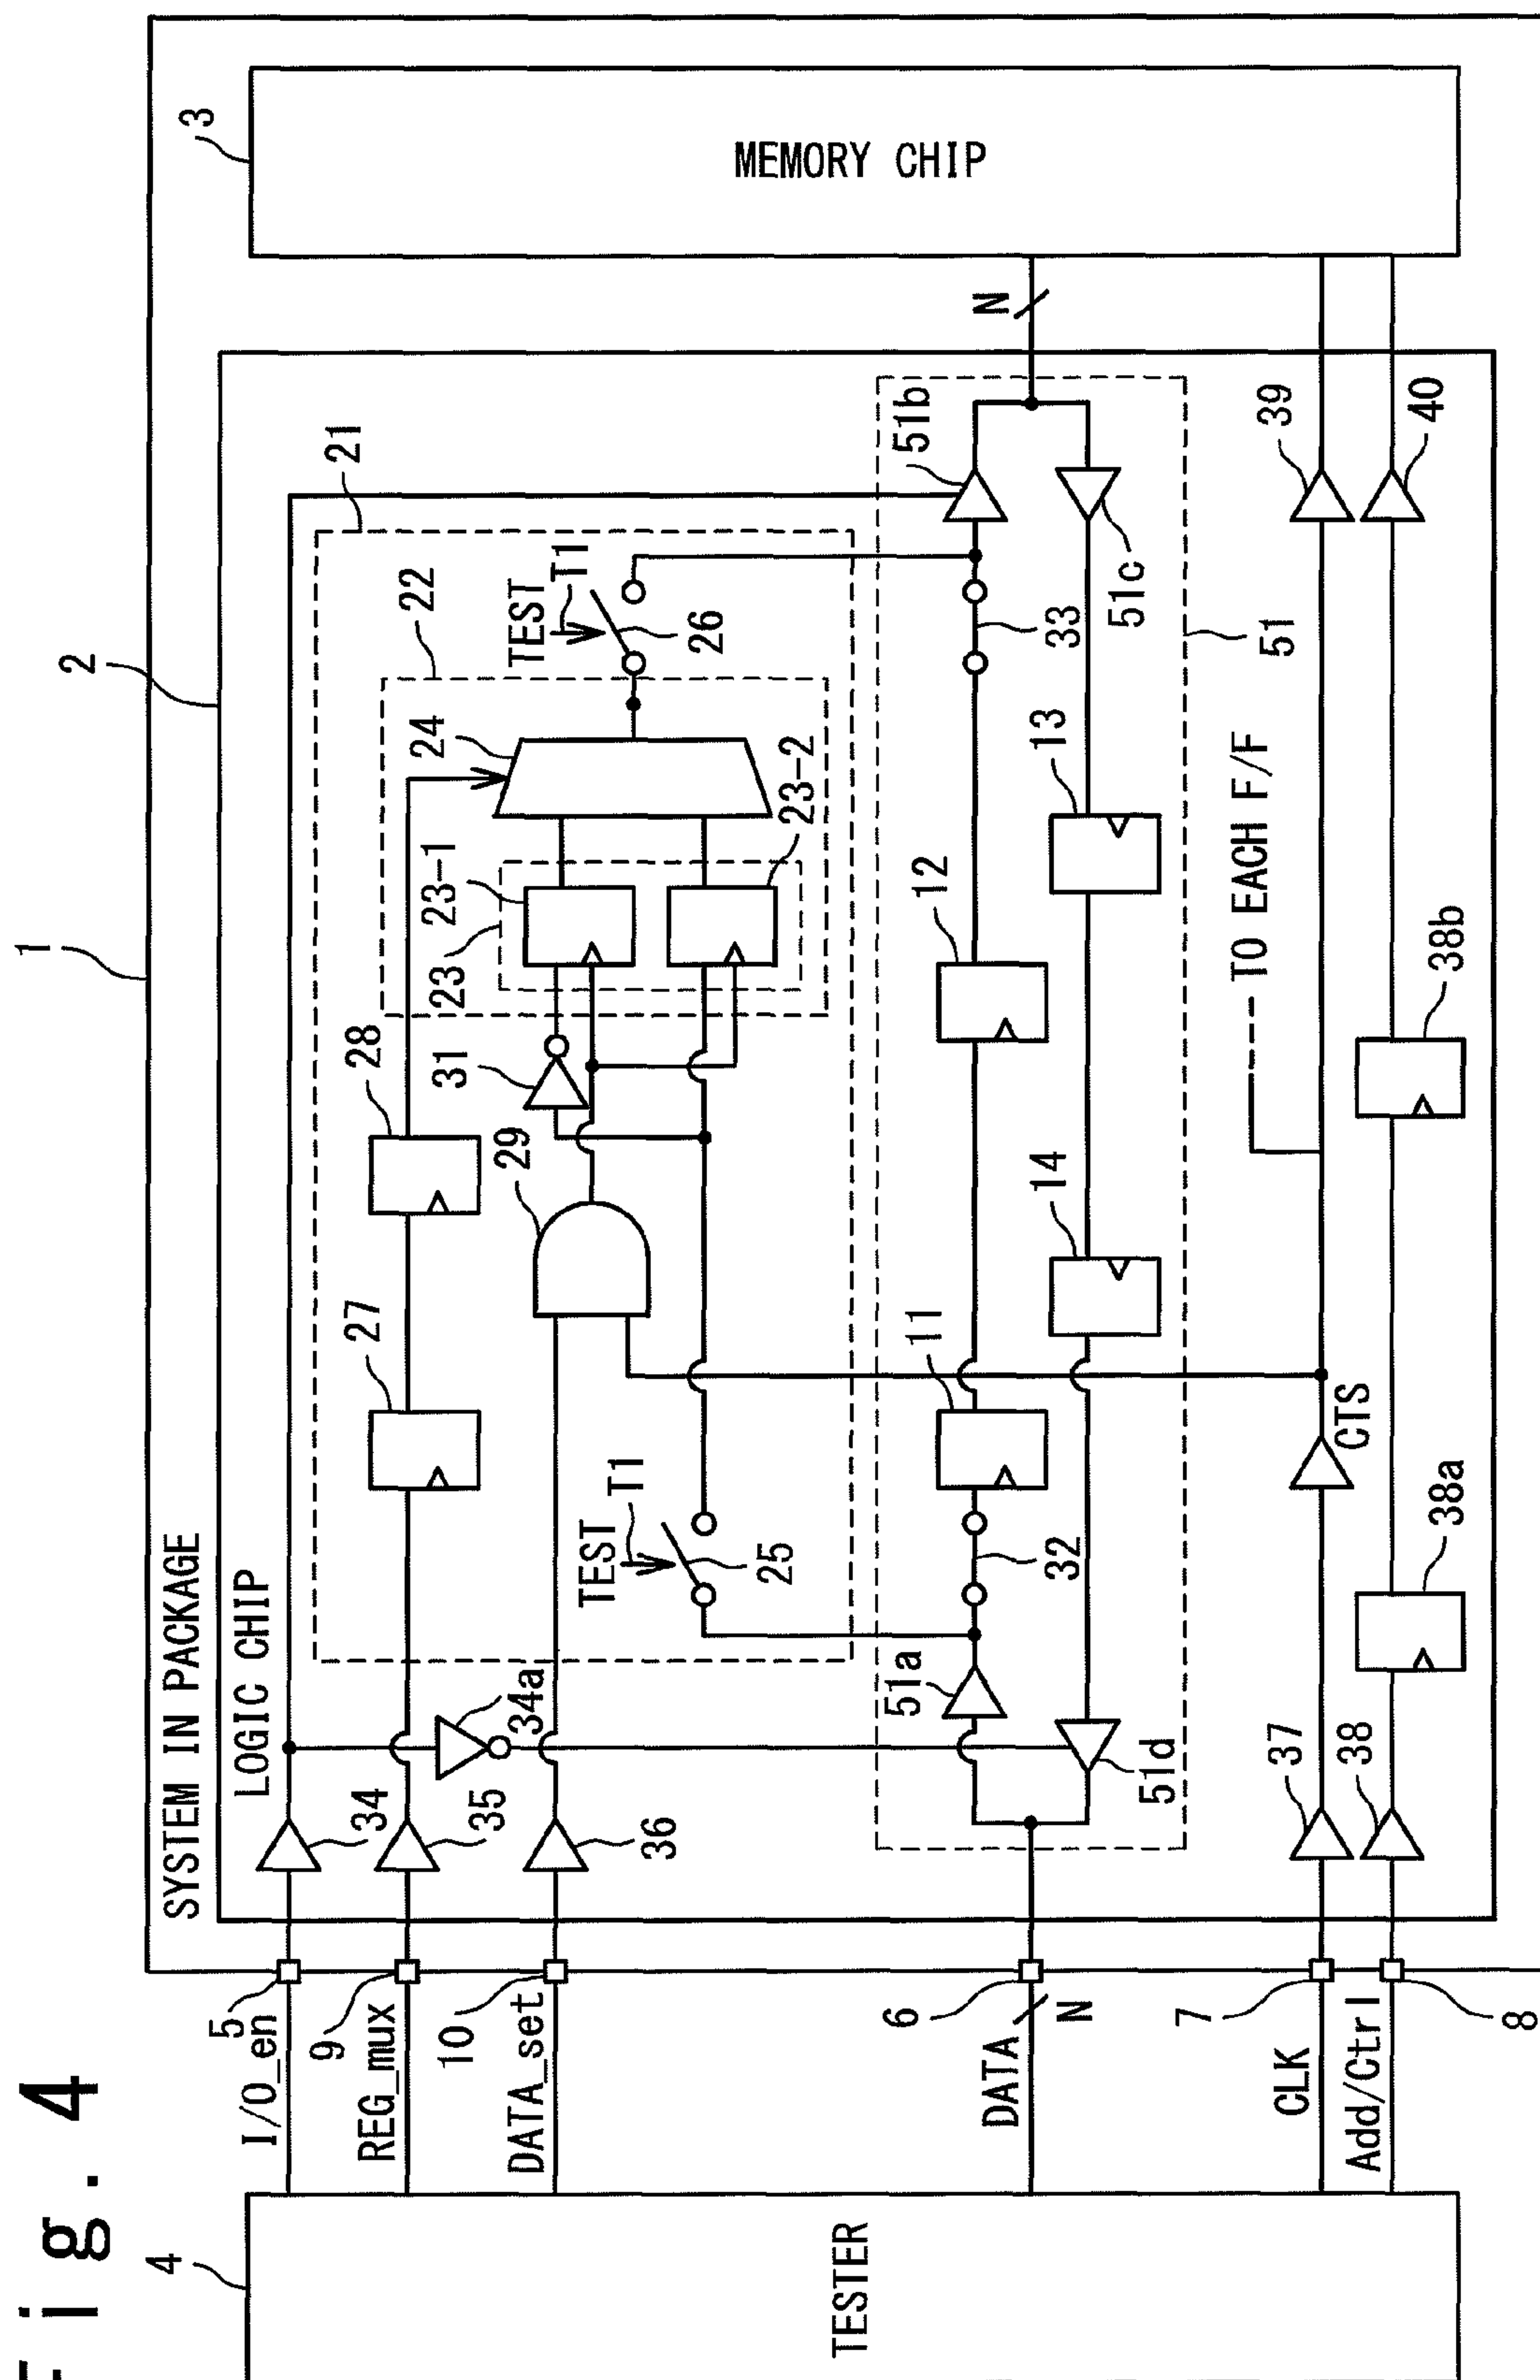 Fig. 4
1
SYSTEM IN PACKAGE
2
LOGIC CHIP
3
MEMORY CHIP
4
TESTER
5
I/O_en
34
34a
21
9
REG_mux
35
27
28
22
24
10
DATA_set
36
29
31
23
23-1
23-2
TEST
T1
25
TEST
T1
26
6
DATA
N
51a
32
11
12
33
51b
N
51d
14
13
51c
51
7
CLK
37
CTS
TO EACH F/F
39
8
Add/Ctrl
38
38a
38b
40